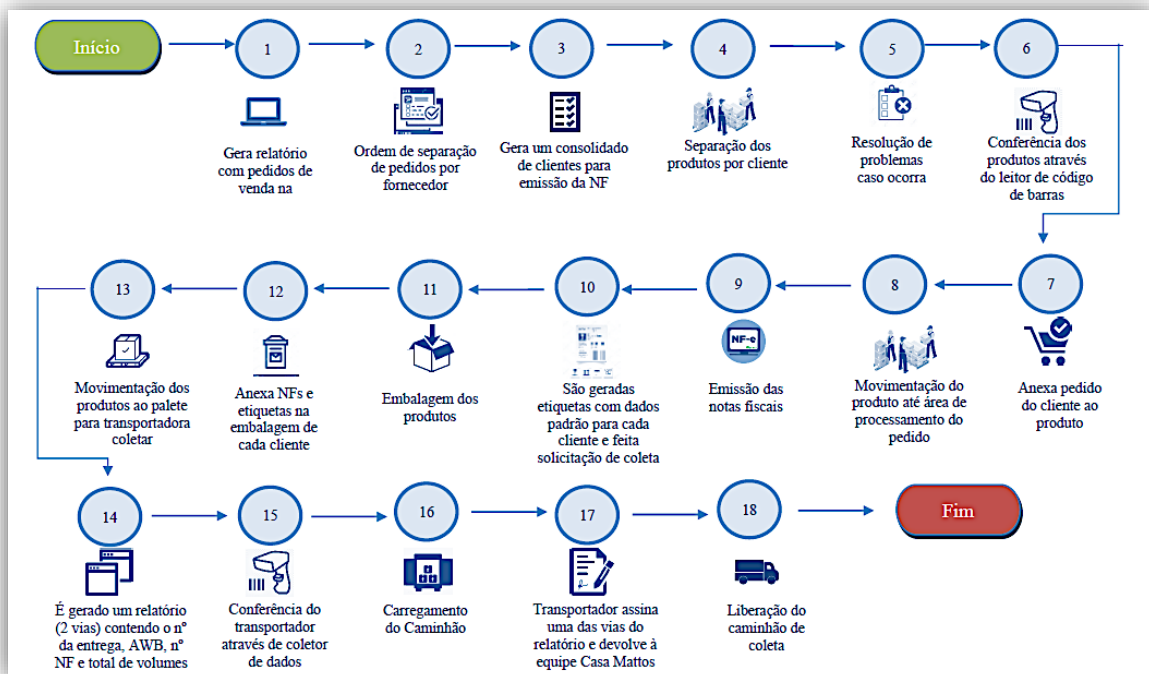 Início
1
2
3
4
5
6
Gera relatório
com pedidos de
venda na
Ordem de separação
de pedidos por
fornecedor
Gera um consolidado
de clientes para
emissão da NF
Separação dos
produtos por cliente
Resolução de
problemas
caso ocorra
Conferência dos
produtos através
do leitor de código
de barras
13
12
11
10
9
8
7
NF-e
Movimentação dos
produtos ao palete
para transportadora
coletar
Anexa NFs e
etiquetas na
embalagem de
cada cliente
Embalagem dos
produtos
São geradas
etiquetas com dados
padrão para cada
cliente e feita
solicitação de coleta
Emissão das
notas fiscais
Movimentação do
produto até área de
processamento do
pedido
Anexa pedido
do cliente ao
produto
14
15
16
17
18
Fim
É gerado um relatório
(2 vias) contendo o nº
da entrega, AWB, nº
NF e total de volumes
Conferência do
transportador
através de coletor
de dados
Carregamento
do Caminhão
Transportador assina
uma das vias do
relatório e devolve à
equipe Casa Mattos
Liberação do
caminhão de
coleta